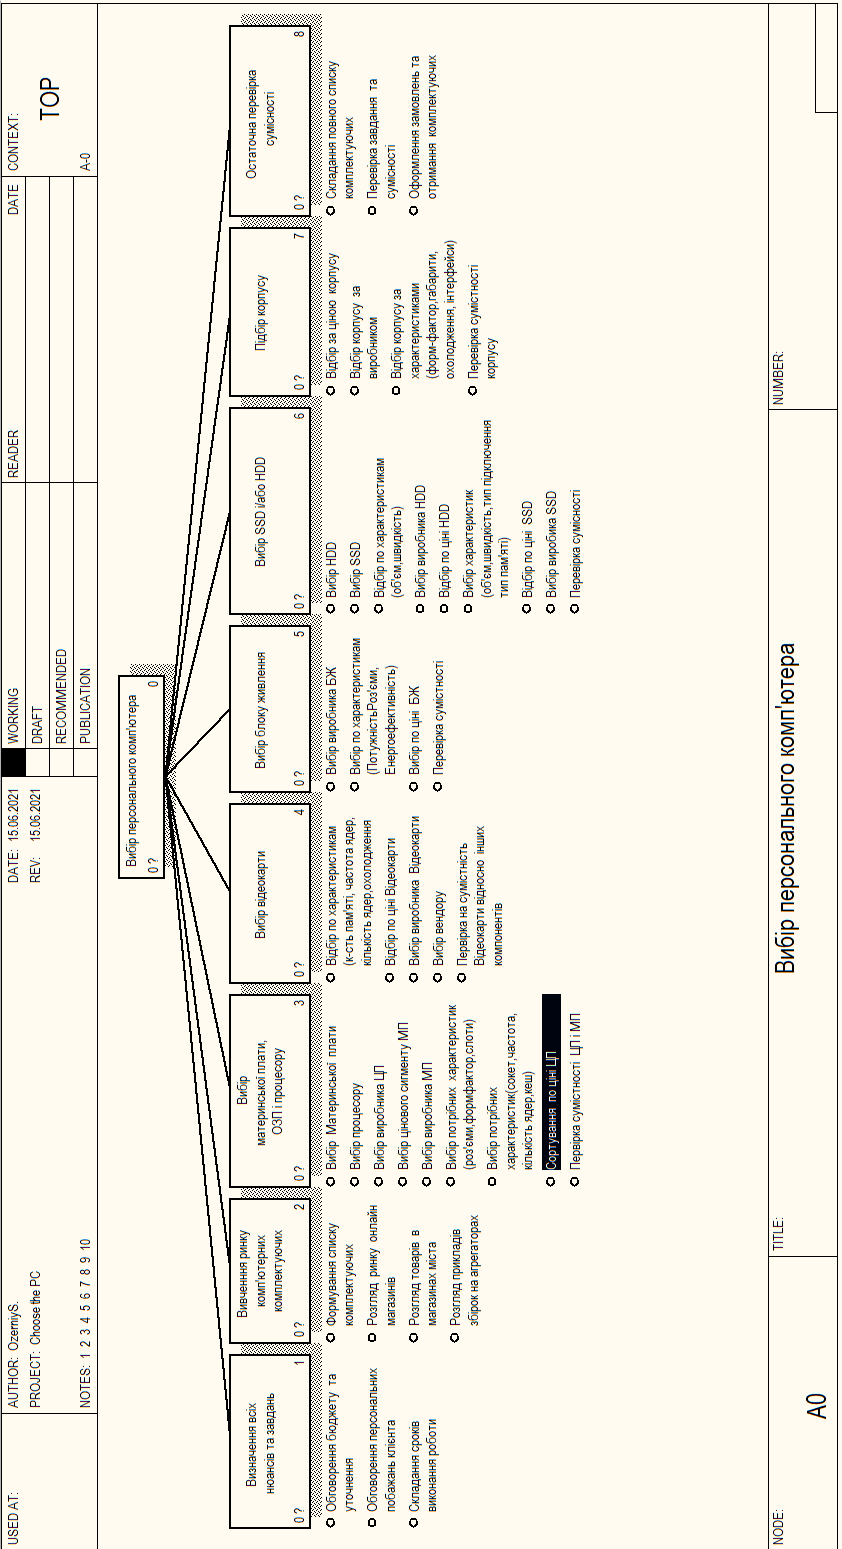 USED AT:
AUTHOR: OzerniyS.
DATE: 15.06.2021
WORKING
READER
DATE
CONTEXT:
PROJECT: Choose the PC
REV: 15.06.2021
DRAFT
RECOMMENDED
NOTES: 1 2 3 4 5 6 7 8 9 10
PUBLICATION
TOP
A-0
Вибір персонального комп'ютера
0 ?
0
Визначення всіх
нюансів та завдань
0 ?
1
Обговорення бюджету та
уточнення
Обговорення персональних
побажань клієнта
Складання сроків
виконання роботи
Вивченння ринку
комп'ютерних
комплектуючих
0 ?
2
Формування списку
комплектуючих
Розгляд ринку онлайн
магазинів
Розгляд товарів в
магазинах міста
Розгляд прикладів
збірок на агрегаторах
Вибір
материнської плати,
ОЗП і процесору
0 ?
3
Вибір Материнської плати
Вибір процесору
Вибір виробника ЦП
Вибір цінового сигменту МП
Вибір виробника МП
Вибір потрібних характеристик
(роз'єми,формфактор,слоти)
Вибір потрібних
характеристик(сокет,частота,
кількість ядер,кеш)
Сортування по ціні ЦП
Первірка сумістності ЦП і МП
Вибір відеокарти
0 ?
4
Відбір по характеристикам
(к-сть пам'яті, частота ядер,
кількість ядер,охолодження
Відбір по ціні Відеокарти
Вибір виробника Відеокарти
Вибір вендору
Первірка на сумістність
Відеокарти відносно інших
компонентів
Вибір блоку живлення
0 ?
5
Вибір виробника БЖ
Вибір по характеристикам
(ПотужністьРоз'єми,
Енергоефективність)
Вибір по ціні БЖ
Перевірка сумістності
Вибір SSD і/або HDD
0 ?
6
Вибір HDD
Вибір SSD
Відбір по характеристикам
(об'єм,швидкість)
Вибір виробника HDD
Відбір по ціні HDD
Вибір характеристик
(об'єм,швидкість,тип підключення
тип пам'яті)
Відбір по ціні SSD
Вибір виробика SSD
Перевірка сумісності
Підбір корпусу
0 ?
7
Відбір за ціною корпусу
Відбір корпусу за
виробником
Відбір корпусу за
характеристиками
(форм-фактор,габарити,
охолодження, інтерфейси)
Перевірка сумістності
корпусу
Остаточна перевірка
сумісності
0 ?
8
Складання повного списку
комплектуючих
Перевірка завдання та
сумісності
Оформлення замовлень та
отримання комплектуючих
NODE:
TITLE:
NUMBER:
A0
Вибір персонального комп'ютера